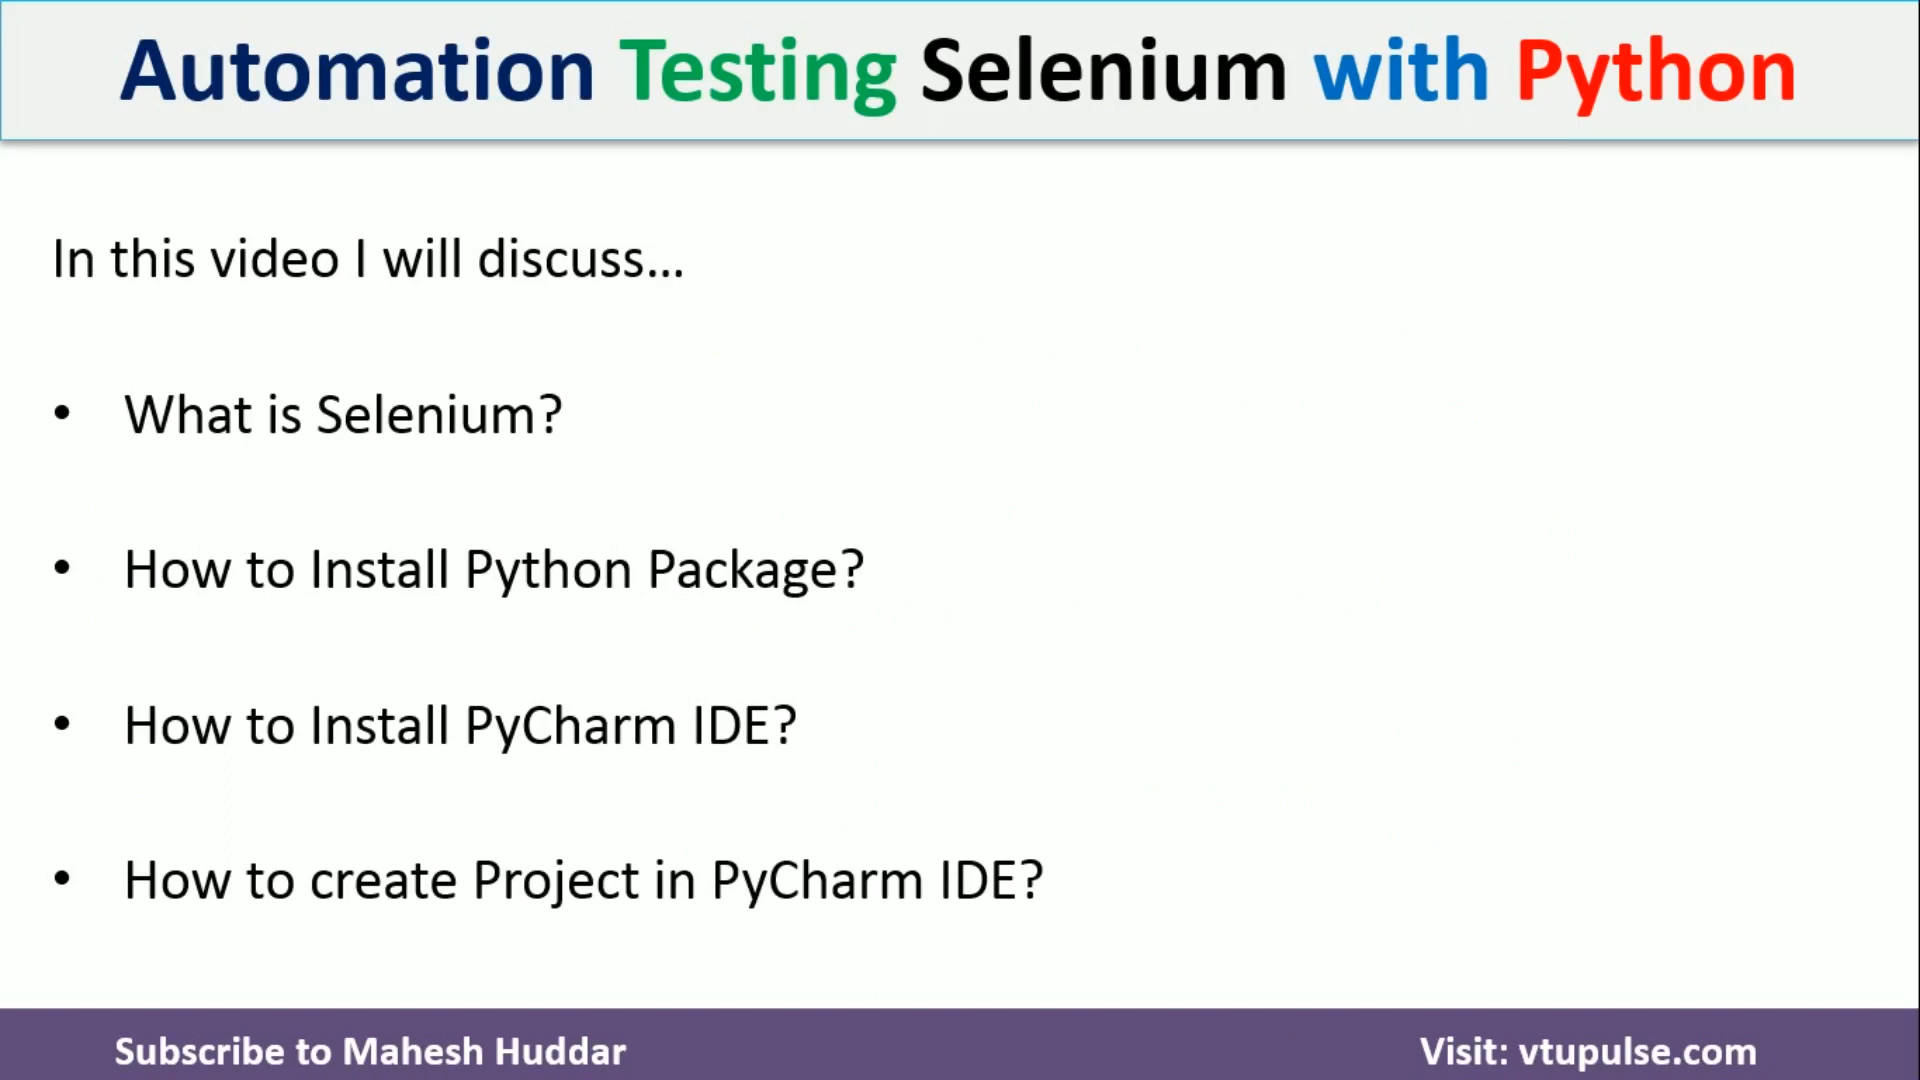 Automation Testing Selenium with Python
In this video I will discuss...
• What is Selenium?
• How to Install Python Package?
• How to Install PyCharm IDE?
• How to create Project in PyCharm IDE?
Subscribe to Mahesh Huddar
Visit: vtupulse.com